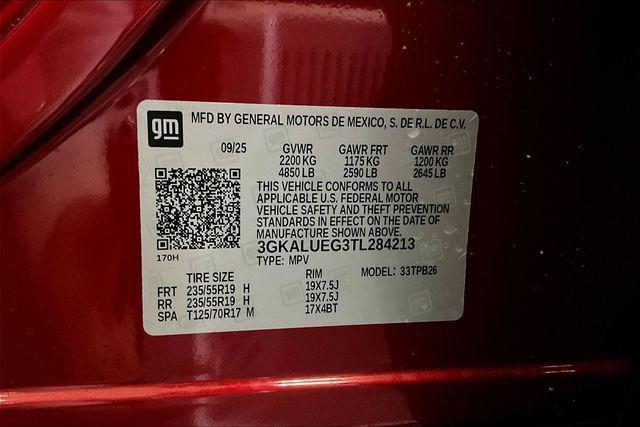 gm MFD BY GENERAL MOTORS DE MEXICO, S. DE R.L. DE C.V.
09/25 GVWR GAWR FRT GAWR RR
2200 KG 1175 KG 1200 KG
4850 LB 2590 LB 2645 LB
THIS VEHICLE CONFORMS TO ALL
APPLICABLE U.S. FEDERAL MOTOR
VEHICLE SAFETY AND THEFT PREVENTION
STANDARDS IN EFFECT ON THE DATE OF
MANUFACTURE SHOWN ABOVE.
3GKALUEG3TL284213
170H TYPE: MPV
TIRE SIZE RIM MODEL: 33TPB26
FRT 235/55R19 H 19X7.5J
RR 235/55R19 H 19X7.5J
SPA T125/70R17 M 17X4BT